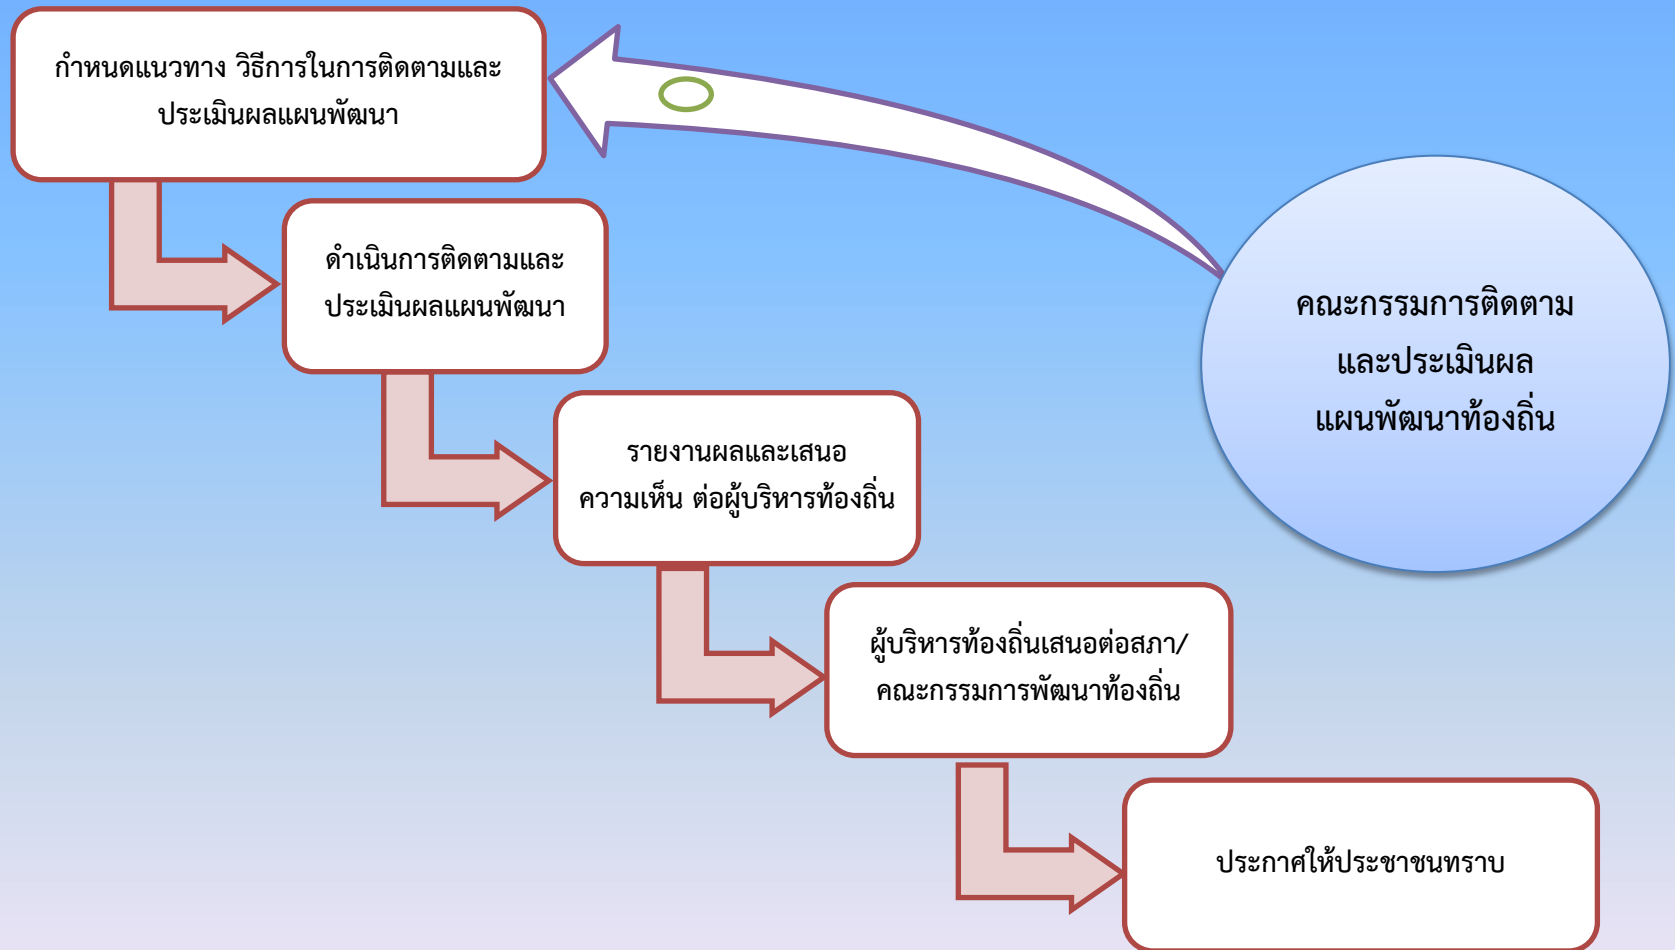 กำหนดแนวทาง วิธีการในการติดตามและ
ประเมินผลแผนพัฒนา
ดำเนินการติดตามและ
ประเมินผลแผนพัฒนา
คณะกรรมการติดตาม
และประเมินผล
แผนพัฒนาท้องถิ่น
รายงานผลและเสนอ
ความเห็น ต่อผู้บริหารท้องถิ่น
ผู้บริหารท้องถิ่นเสนอต่อสภา/
คณะกรรมการพัฒนาท้องถิ่น
ประกาศให้ประชาชนทราบ